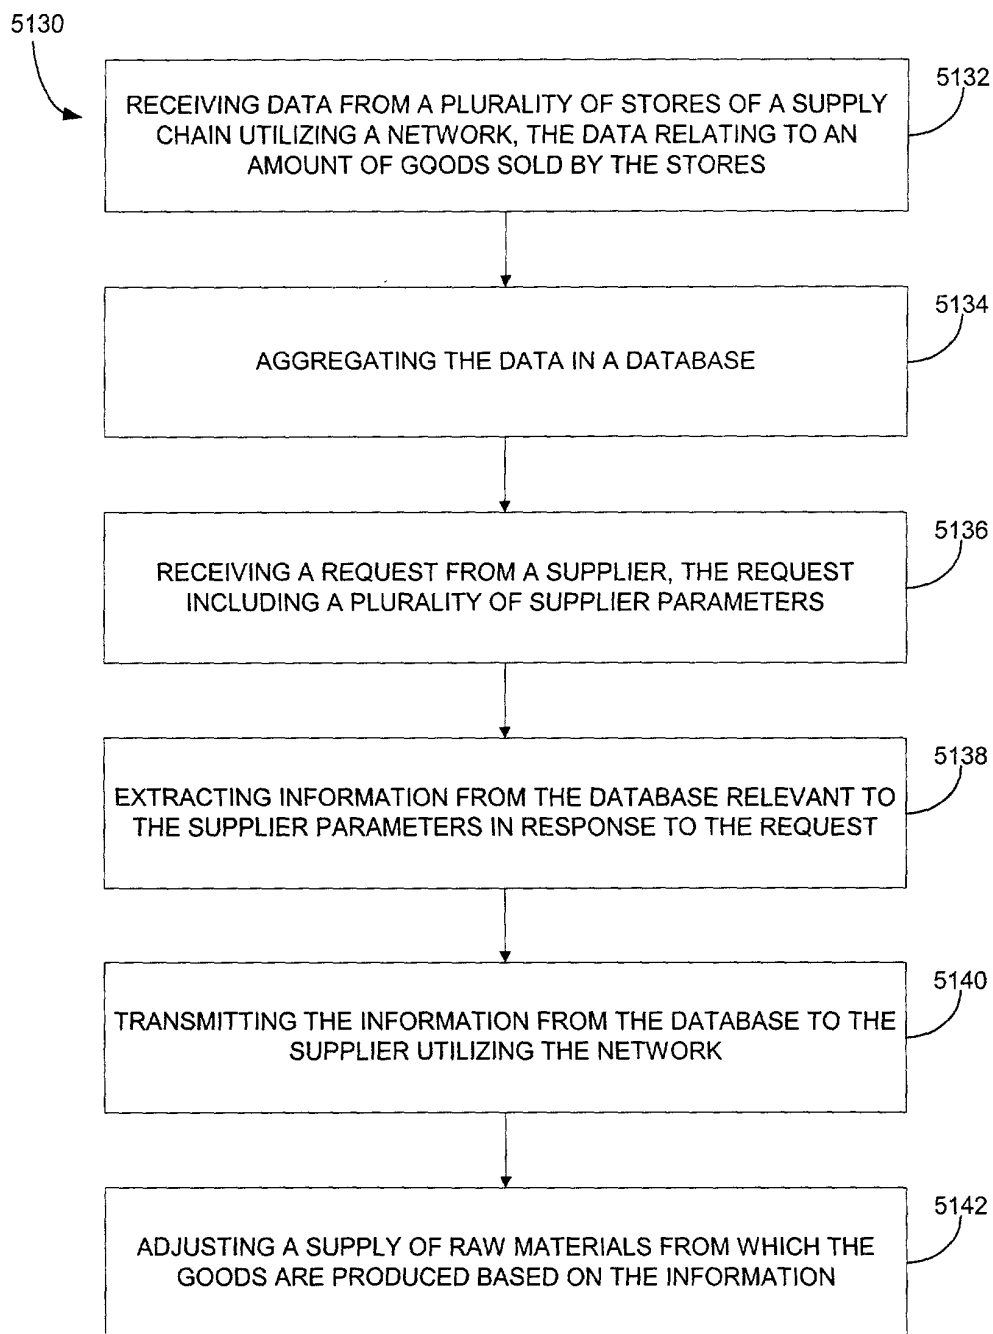 5130
5132
RECEIVING DATA FROM A PLURALITY OF STORES OF A SUPPLY
CHAIN UTILIZING A NETWORK, THE DATA RELATING TO AN
AMOUNT OF GOODS SOLD BY THE STORES
5134
AGGREGATING THE DATA IN A DATABASE
5136
RECEIVING A REQUEST FROM A SUPPLIER, THE REQUEST
INCLUDING A PLURALITY OF SUPPLIER PARAMETERS
5138
EXTRACTING INFORMATION FROM THE DATABASE RELEVANT TO
THE SUPPLIER PARAMETERS IN RESPONSE TO THE REQUEST
5140
TRANSMITTING THE INFORMATION FROM THE DATABASE TO THE
SUPPLIER UTILIZING THE NETWORK
5142
ADJUSTING A SUPPLY OF RAW MATERIALS FROM WHICH THE
GOODS ARE PRODUCED BASED ON THE INFORMATION